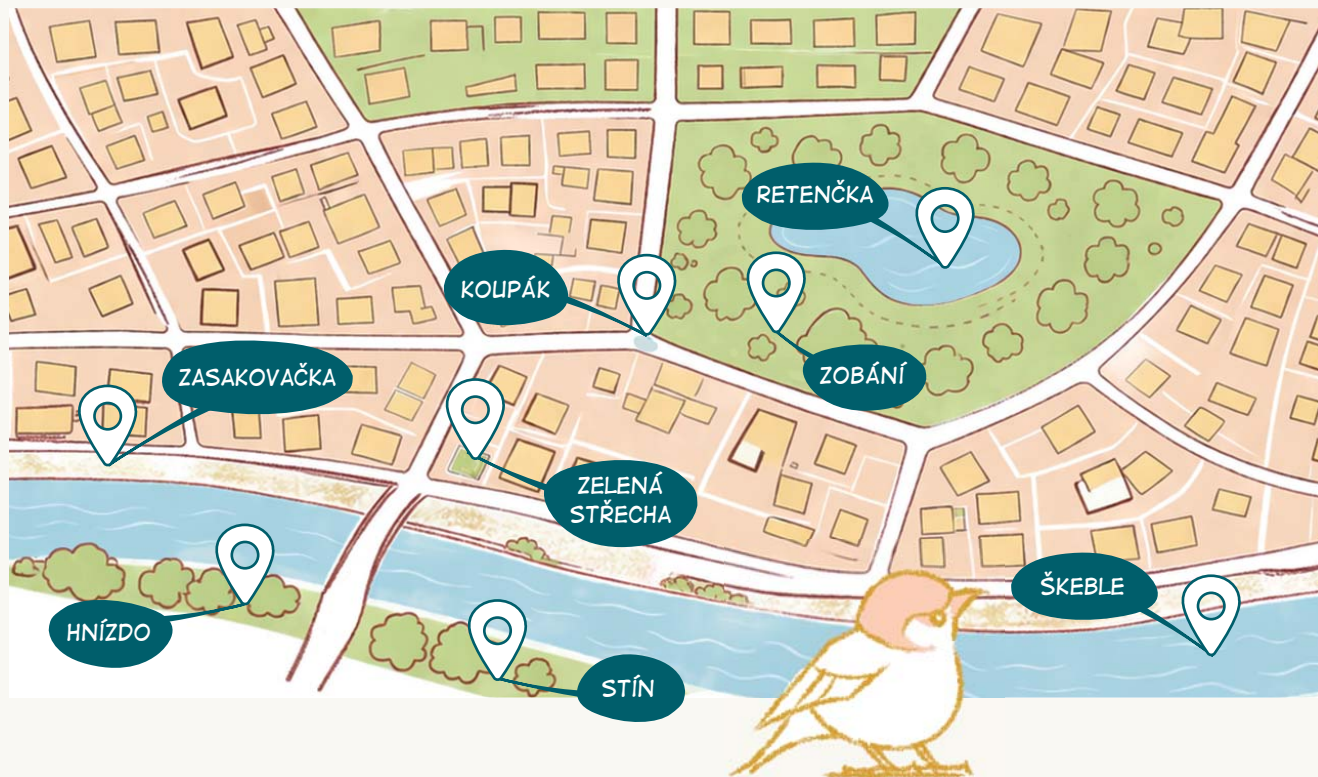 RETENČKA
KOUPÁK
ZASAKOVAČKA
ZOBÁNÍ
ZELENÁ
STŘECHA
ŠKEBLE
HNÍZDO
STÍN